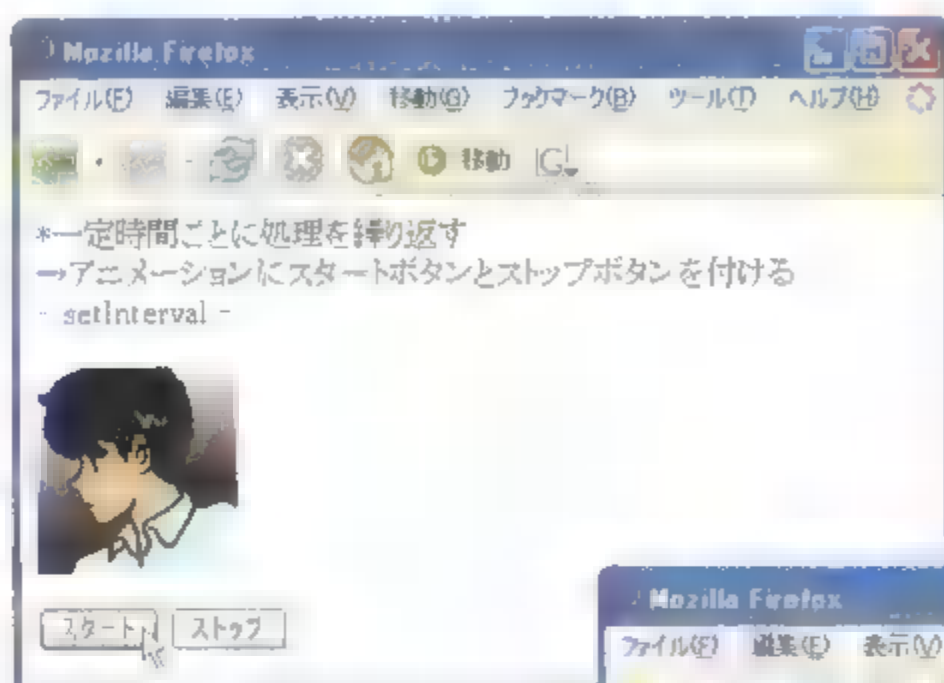 Mozilla Firefox
ファイル(F) 編集(E) 表示(V) 移動(G) ブックマーク(B) ツール(T) ヘルプ(H)
移動 G
*一定時間ごとに処理を繰り返す
→アニメーションにスタートボタンとストップボタンを付ける
- setInterval -
スタート ストップ
Mozilla Firefox
ファイル(F) 編集(E) 表示(V)